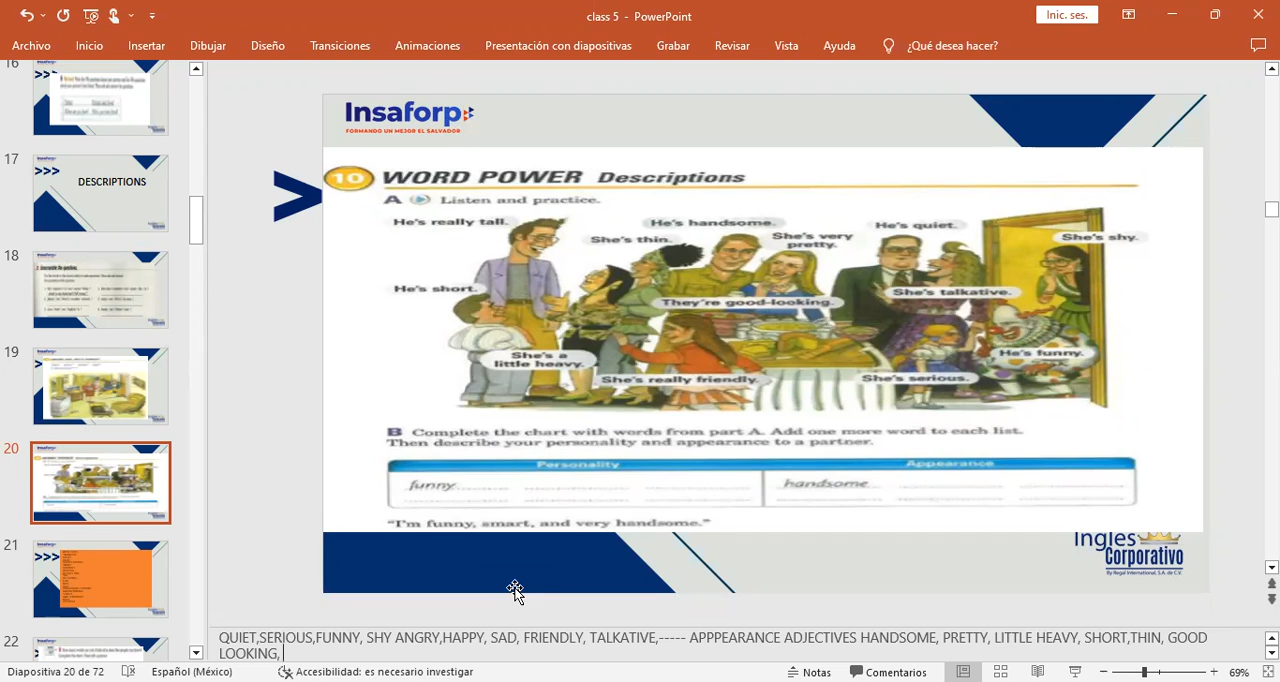 class 5 - PowerPoint
Inic. ses.
Archivo Inicio Insertar Dibujar Diseño Transiciones Animaciones Presentación con diapositivas Grabar Revisar Vista Ayuda ¿Qué desea hacer?
16
17
DESCRIPTIONS
18
19
20
21
22
Insaforp
FORMANDO UN MEJOR EL SALVADOR
10 WORD POWER Descriptions
A Listen and practice.
He's really tall.
He's handsome.
He's quiet.
She's thin.
She's very
pretty.
She's shy.
He's short.
They're good-looking.
She's talkative.
She's a
little heavy.
He's funny.
She's really friendly.
She's serious.
B Complete the chart with words from part A. Add one more word to each list.
Then describe your personality and appearance to a partner.
Personality Appearance
funny handsome
"I'm funny, smart, and very handsome."
Ingles
Corporativo
By Regal International, S.A. de C.V.
QUIET,SERIOUS,FUNNY, SHY ANGRY,HAPPY, SAD, FRIENDLY, TALKATIVE,----- APPPEARANCE ADJECTIVES HANDSOME, PRETTY, LITTLE HEAVY, SHORT,THIN, GOOD
LOOKING,
Diapositiva 20 de 72 Español (México) Accesibilidad: es necesario investigar Notas Comentarios 69%